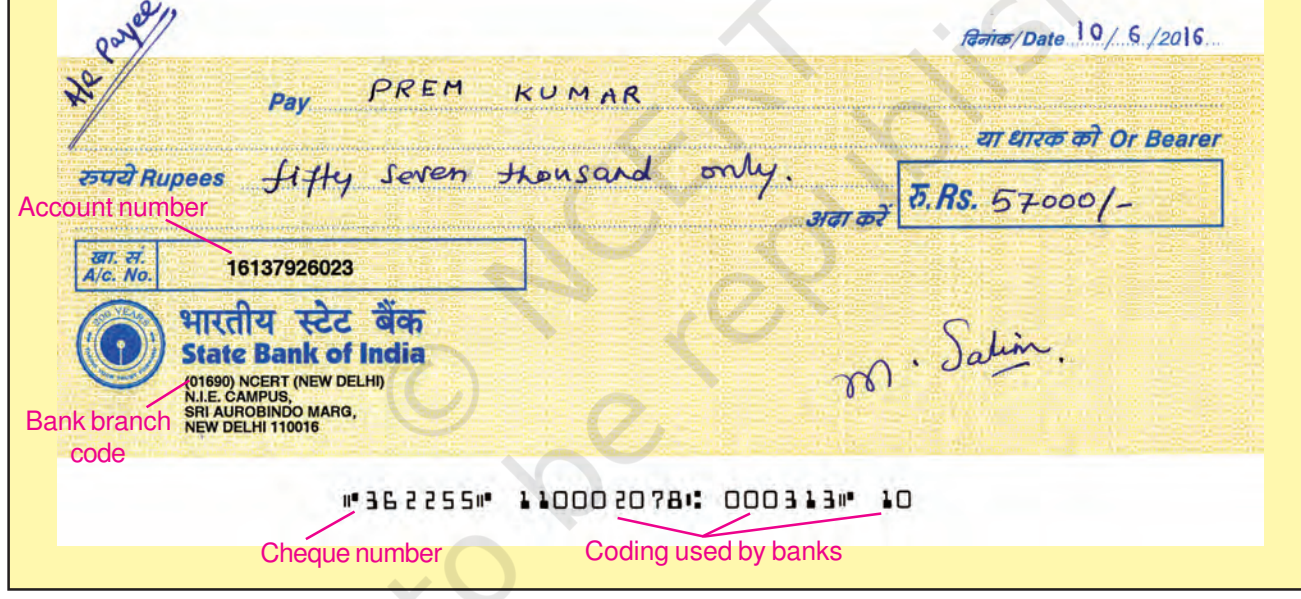 A/c Payee
दिनांक/Date 10/ 6 /2016
Pay PREM KUMAR
या धारक को Or Bearer
रुपये Rupees fifty seven thousand only.
अदा करें रु.Rs. 57000/-
Account number
खा. सं.
A/c. No. 16137926023
200 YEARS
भारतीय स्टेट बैंक
State Bank of India
(01690) NCERT (NEW DELHI)
N.I.E. CAMPUS,
SRI AUROBINDO MARG,
NEW DELHI 110016
M. Salim.
Bank branch
code
⑈362255⑈ 110002078⑆ 000313⑈ 10
Cheque number
Coding used by banks
© NCERT
to be republish